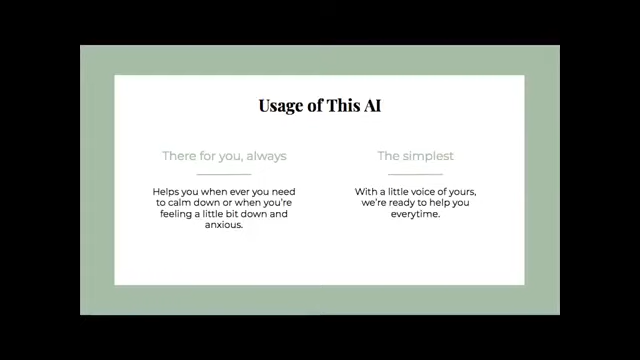 Usage of This AI
There for you, always
Helps you when ever you need
to calm down or when you're
feeling a little bit down and
anxious.
The simplest
With a little voice of yours,
we're ready to help you
everytime.